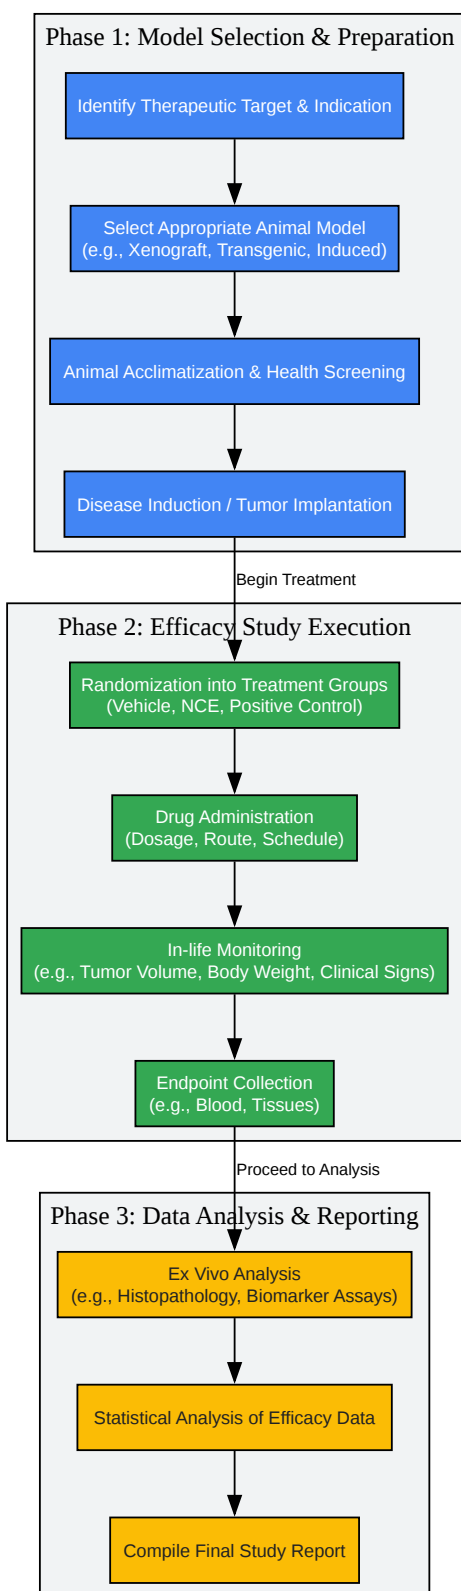 Phase 1: Model Selection & Preparation
Identify Therapeutic Target & Indication
Select Appropriate Animal Model
(e.g., Xenograft, Transgenic, Induced)
Animal Acclimatization & Health Screening
Disease Induction / Tumor Implantation
Begin Treatment
Phase 2: Efficacy Study Execution
Randomization into Treatment Groups
(Vehicle, NCE, Positive Control)
Drug Administration
(Dosage, Route, Schedule)
In-life Monitoring
(e.g., Tumor Volume, Body Weight, Clinical Signs)
Endpoint Collection
(e.g., Blood, Tissues)
Proceed to Analysis
Phase 3: Data Analysis & Reporting
Ex Vivo Analysis
(e.g., Histopathology, Biomarker Assays)
Statistical Analysis of Efficacy Data
Compile Final Study Report